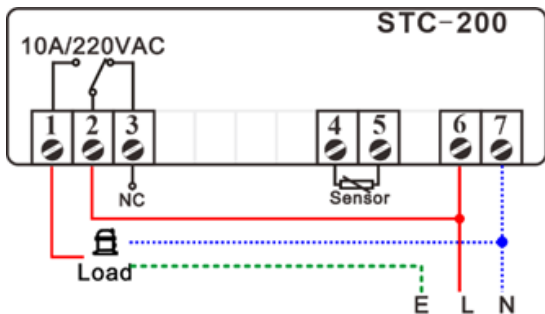 STC-200
10A/220VAC
1 2 3 4 5 6 7
NC
Sensor
Load
E L N